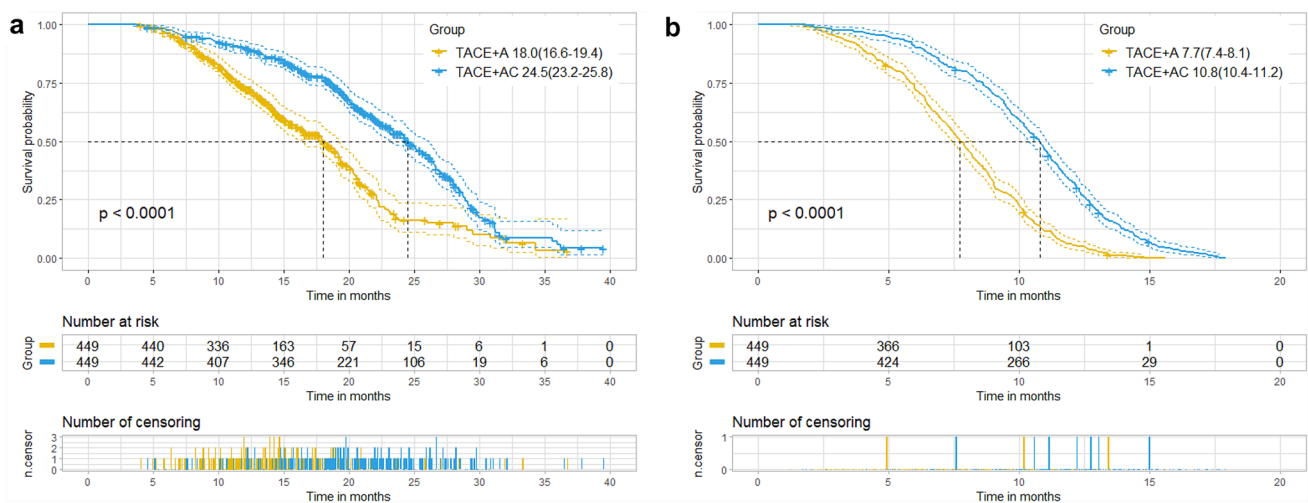 a
Group
TACE+A 18.0(16.6-19.4)
TACE+AC 24.5(23.2-25.8)
Survival probability
1.00
0.75
0.50
0.25
0.00
p < 0.0001
0 5 10 15 20 25 30 35 40
Time in months
Number at risk
Group
449 440 336 163 57 15 6 1 0
449 442 407 346 221 106 19 6 0
0 5 10 15 20 25 30 35 40
Time in months
Number of censoring
n.censor
3
2
1
0
0 5 10 15 20 25 30 35 40
Time in months
b
Group
TACE+A 7.7(7.4-8.1)
TACE+AC 10.8(10.4-11.2)
Survival probability
1.00
0.75
0.50
0.25
0.00
p < 0.0001
0 5 10 15 20
Time in months
Number at risk
Group
449 366 103 1 0
449 424 266 29 0
0 5 10 15 20
Time in months
Number of censoring
n.censor
1
0
0 5 10 15 20
Time in months